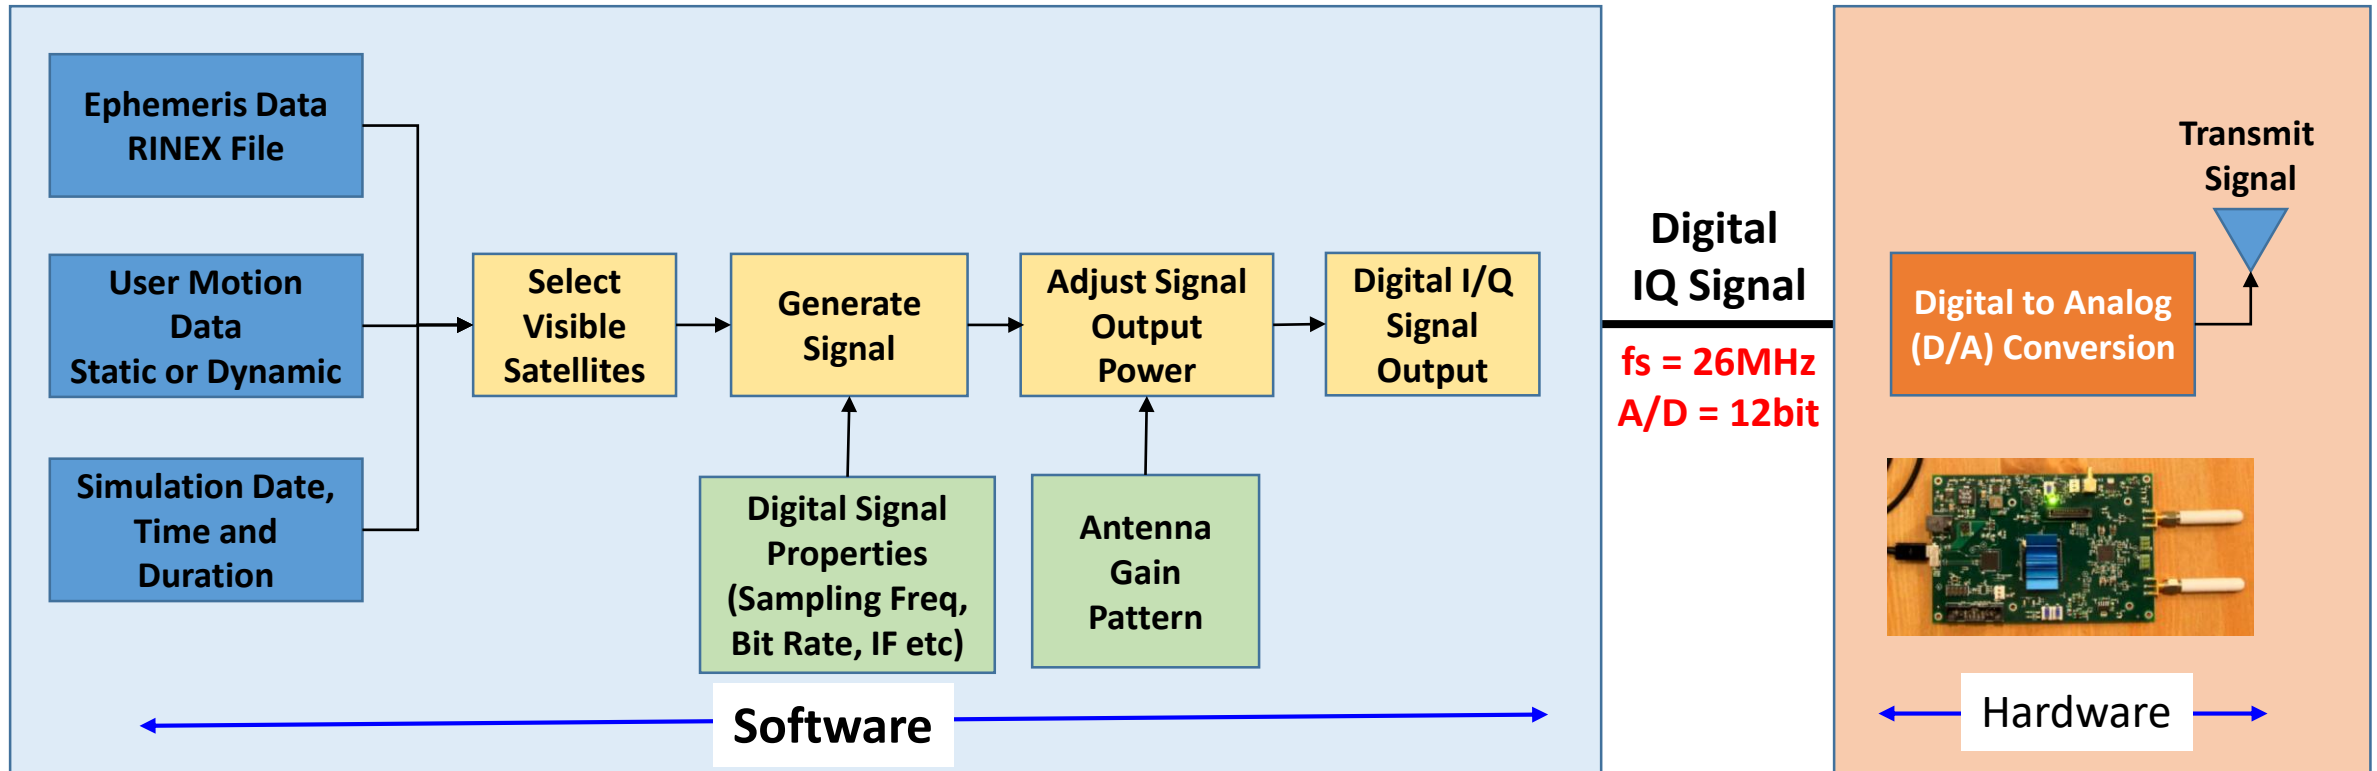 Ephemeris Data
RINEX File
User Motion
Data
Static or Dynamic
Simulation Date,
Time and
Duration
Select
Visible
Satellites
Generate
Signal
Adjust Signal
Output
Power
Digital I/Q
Signal
Output
Digital Signal
Properties
(Sampling Freq,
Bit Rate, IF etc)
Antenna
Gain
Pattern
Software
Digital
IQ Signal
fs = 26MHz
A/D = 12bit
Transmit
Signal
Digital to Analog
(D/A) Conversion
Hardware